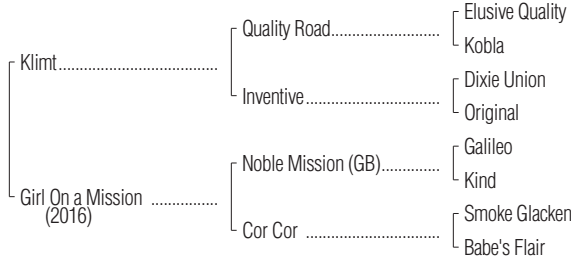 Elusive Quality
Quality Road
Kobla
Klimt
Dixie Union
Inventive
Original
Galileo
Noble Mission (GB)
Kind
Girl On a Mission
(2016)
Smoke Glacken
Cor Cor
Babe's Flair